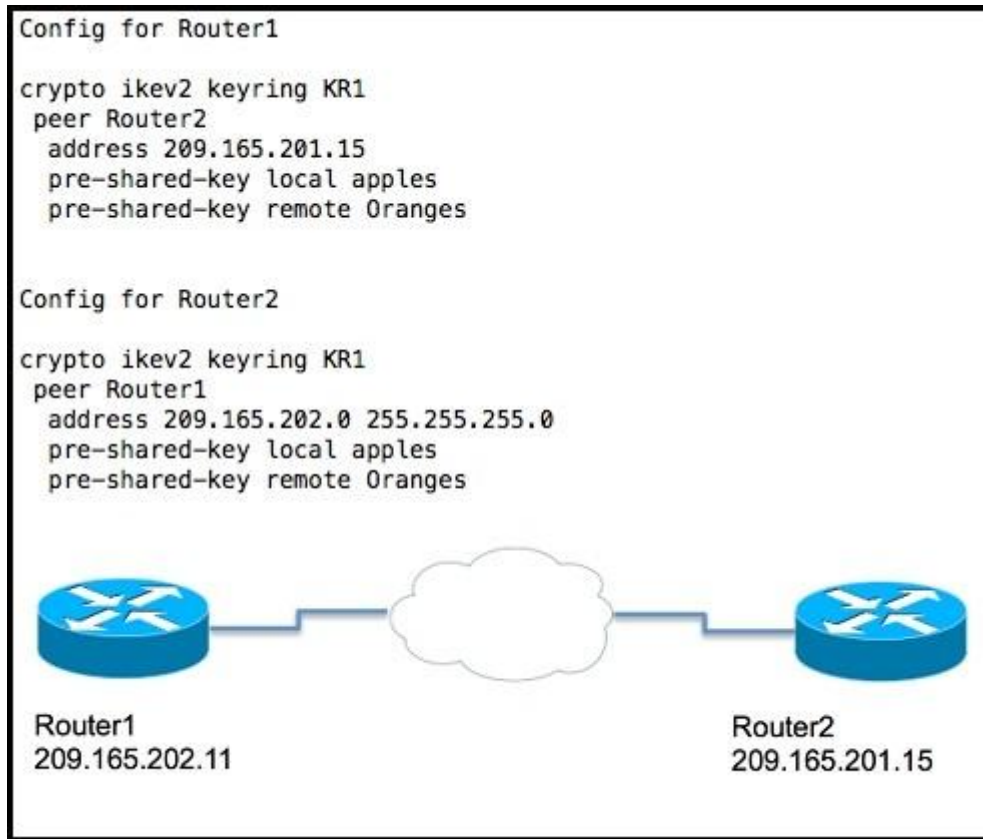 Config for Router1
crypto ikev2 keyring KR1
peer Router2
address 209.165.201.15
pre-shared-key local apples
pre-shared-key remote Oranges
Config for Router2
crypto ikev2 keyring KR1
peer Router1
address 209.165.202.0 255.255.255.0
pre-shared-key local apples
pre-shared-key remote Oranges
Router1
209.165.202.11
Router2
209.165.201.15